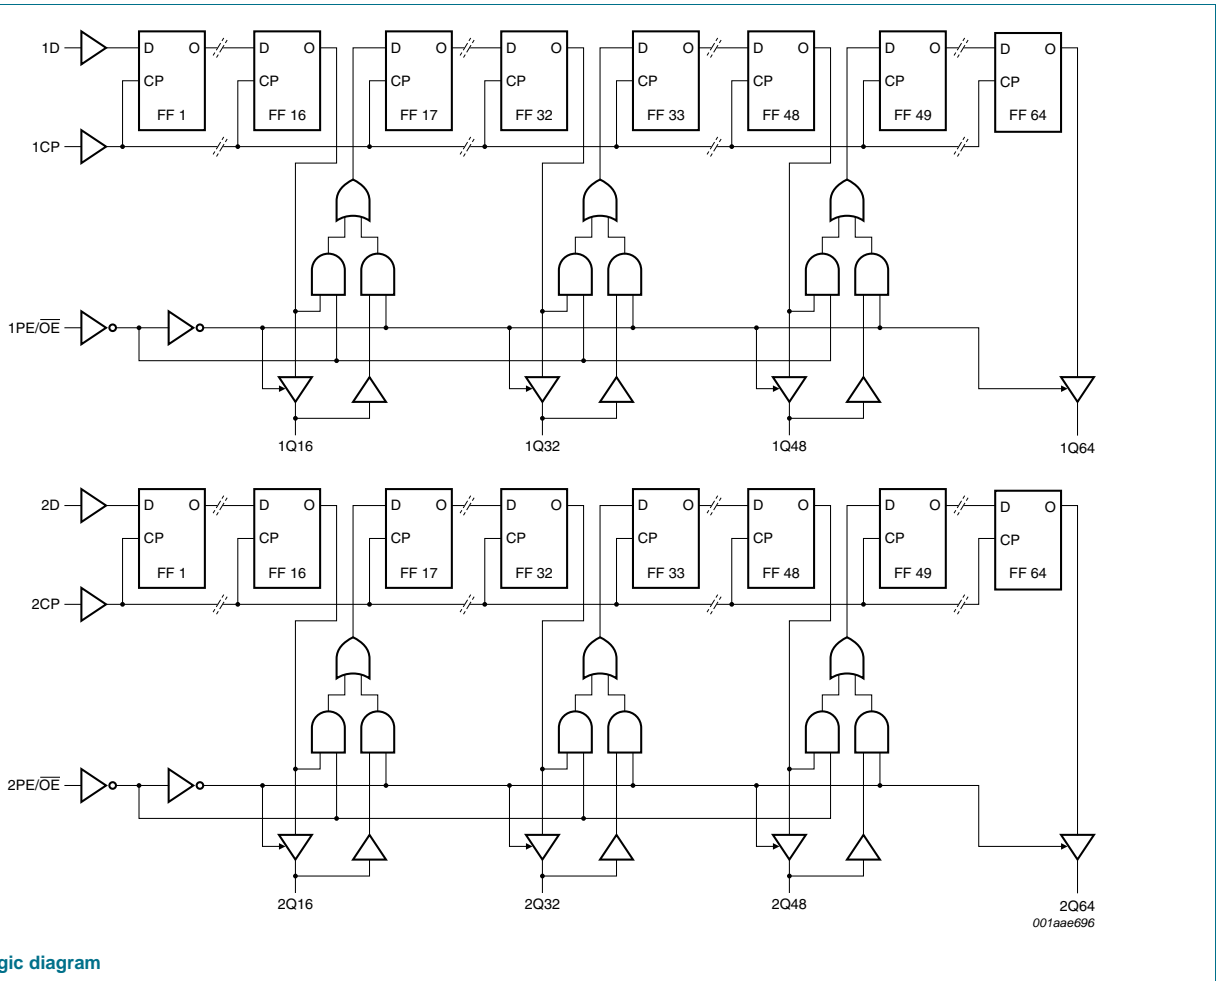 1D
D O CP FF 1
D CP FF 16
D O CP FF 17
D CP FF 32
D O CP FF 33
D CP FF 48
D O CP FF 49
D O CP FF 64
1CP
1PE/OE
1Q16 1Q32 1Q48 1Q64
2D
D O CP FF 1
D CP FF 16
D O CP FF 17
D CP FF 32
D O CP FF 33
D CP FF 48
D O CP FF 49
D O CP FF 64
2CP
2PE/OE
2Q16 2Q32 2Q48 2Q64
001aae696
gic diagram